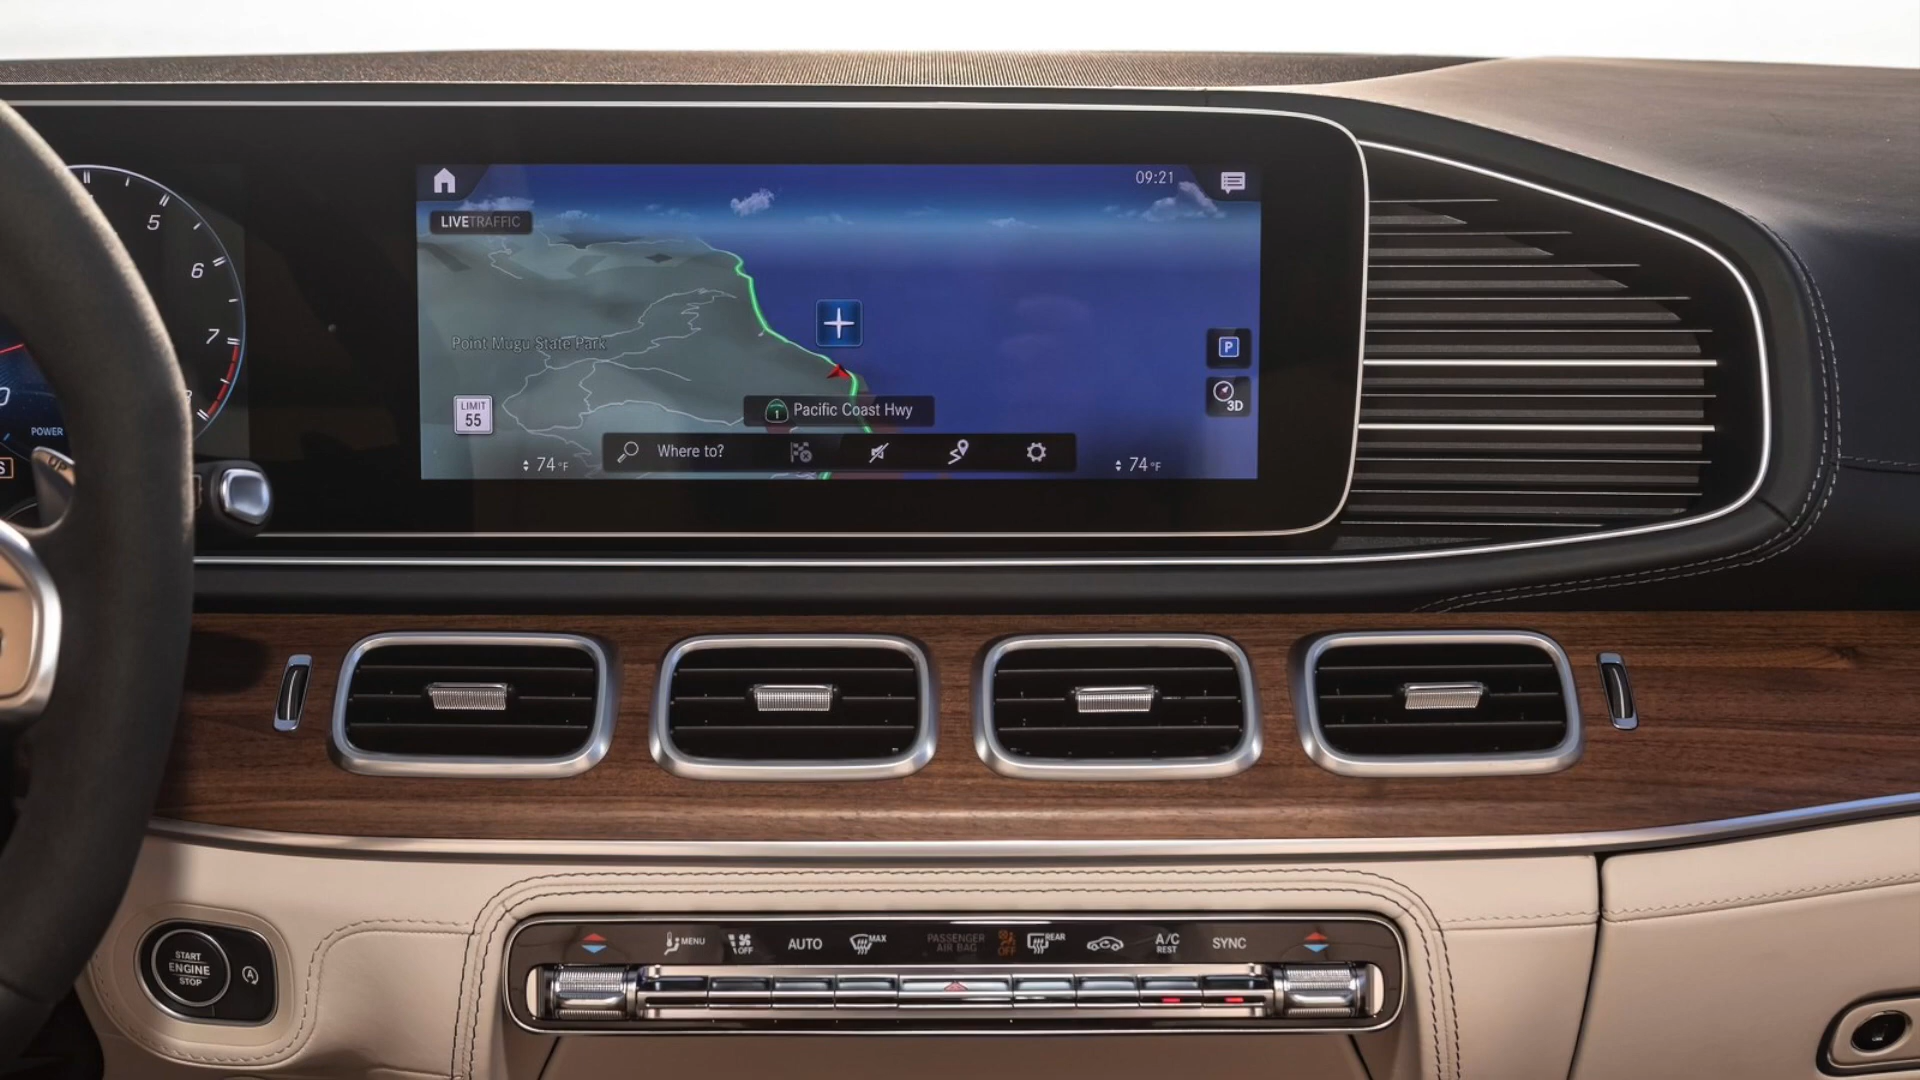 5
6
7
POWER
UP
S
09:21
LIVETRAFFIC
Point Mugu State Park
LIMIT
55
P
3D
1 Pacific Coast Hwy
Where to?
74°F
74°F
START
ENGINE
STOP
A
MENU
OFF
AUTO
MAX
PASSENGER
AIR BAG
OFF
REAR
A/C
REST
SYNC